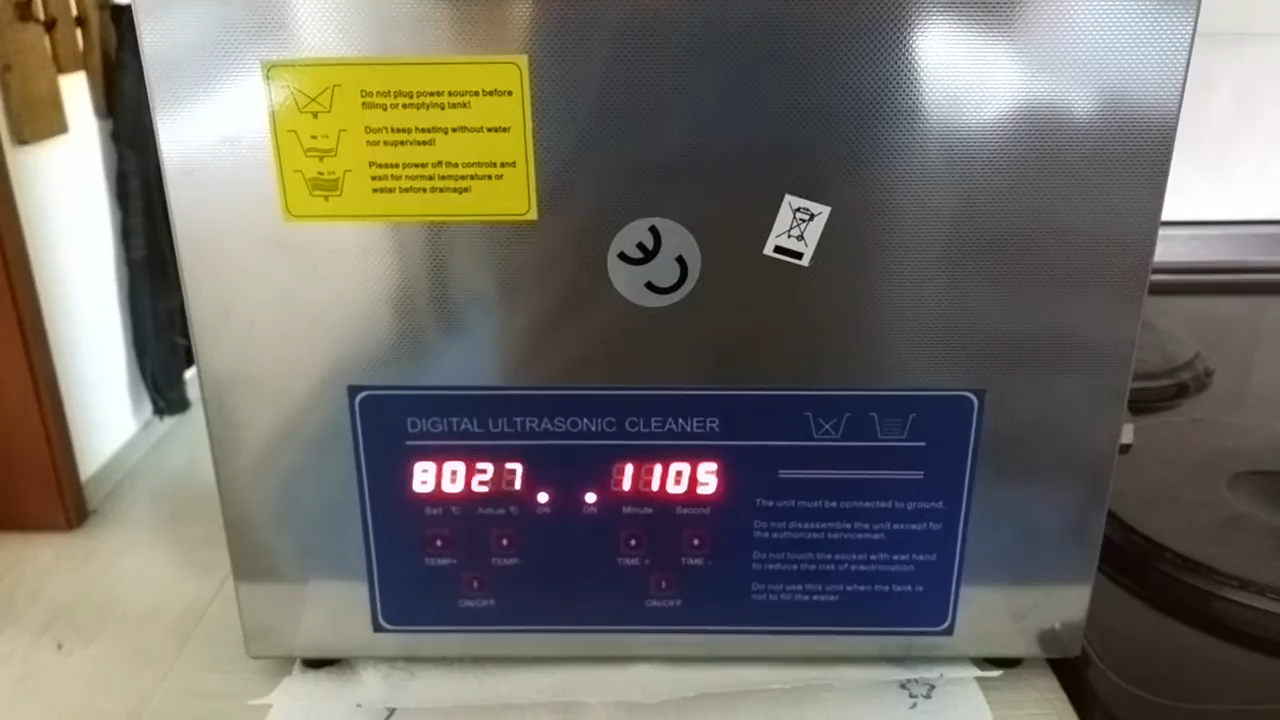 Do not plug power source before
filling or emptying tank!
Don't keep heating without water
nor supervised!
Please power off the controls and
wait for normal temperature or
water before drainage!
CE
DIGITAL ULTRASONIC CLEANER
8027 1105
Set °C Actual °C ON ON Minute Second
TEMP+ TEMP- TIME + TIME -
ON/OFF ON/OFF
The unit must be connected to ground.
Do not disassemble the unit except for
the authorized serviceman.
Do not touch the socket with wet hand
to reduce the risk of electrocution.
Do not use this unit when the tank is
not to fill the water